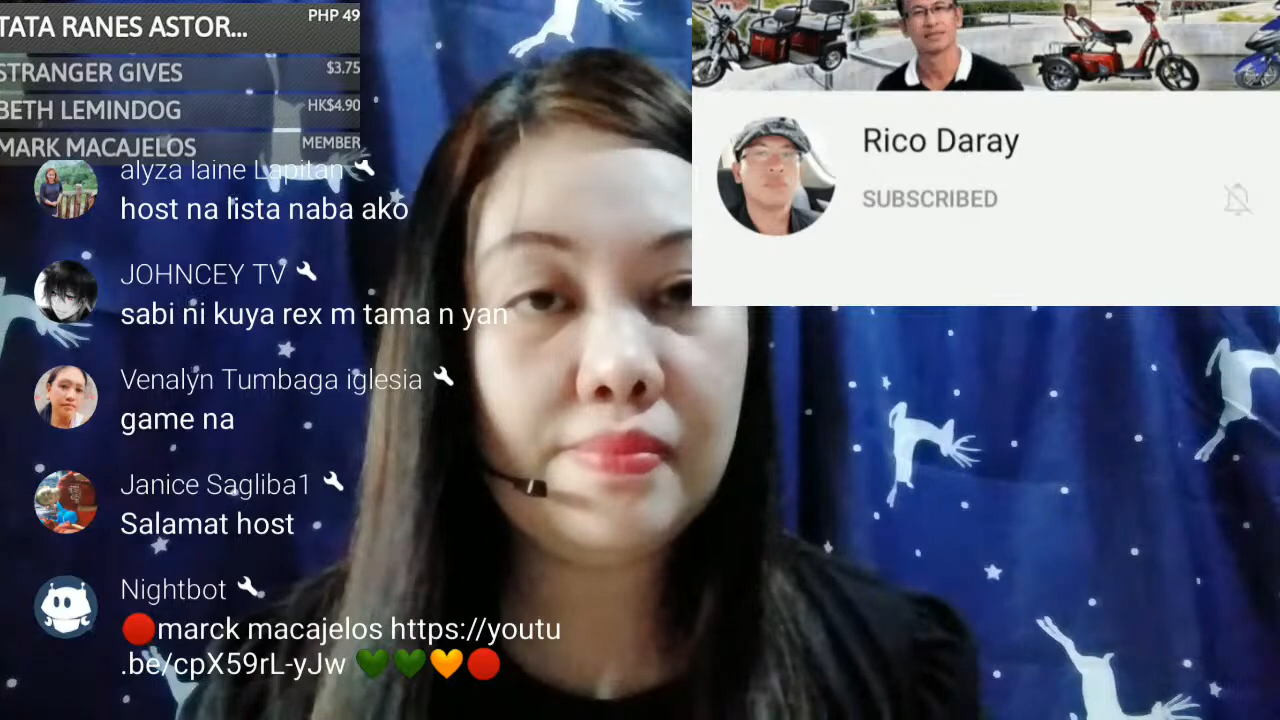 TATA RANES ASTOR...
PHP 49
STRANGER GIVES
$3.75
BETH LEMINDOG
HK$4.90
MARK MACAJELOS
MEMBER
alyza laine Lapitan
host na lista naba ako
JOHNCEY TV
sabi ni kuya rex m tama n yan
Venalyn Tumbaga iglesia
game na
Janice Sagliba1
Salamat host
Nightbot
🔴marck macajelos https://youtu
.be/cpX59rL-yJw 💚💚🧡🔴
Rico Daray
SUBSCRIBED